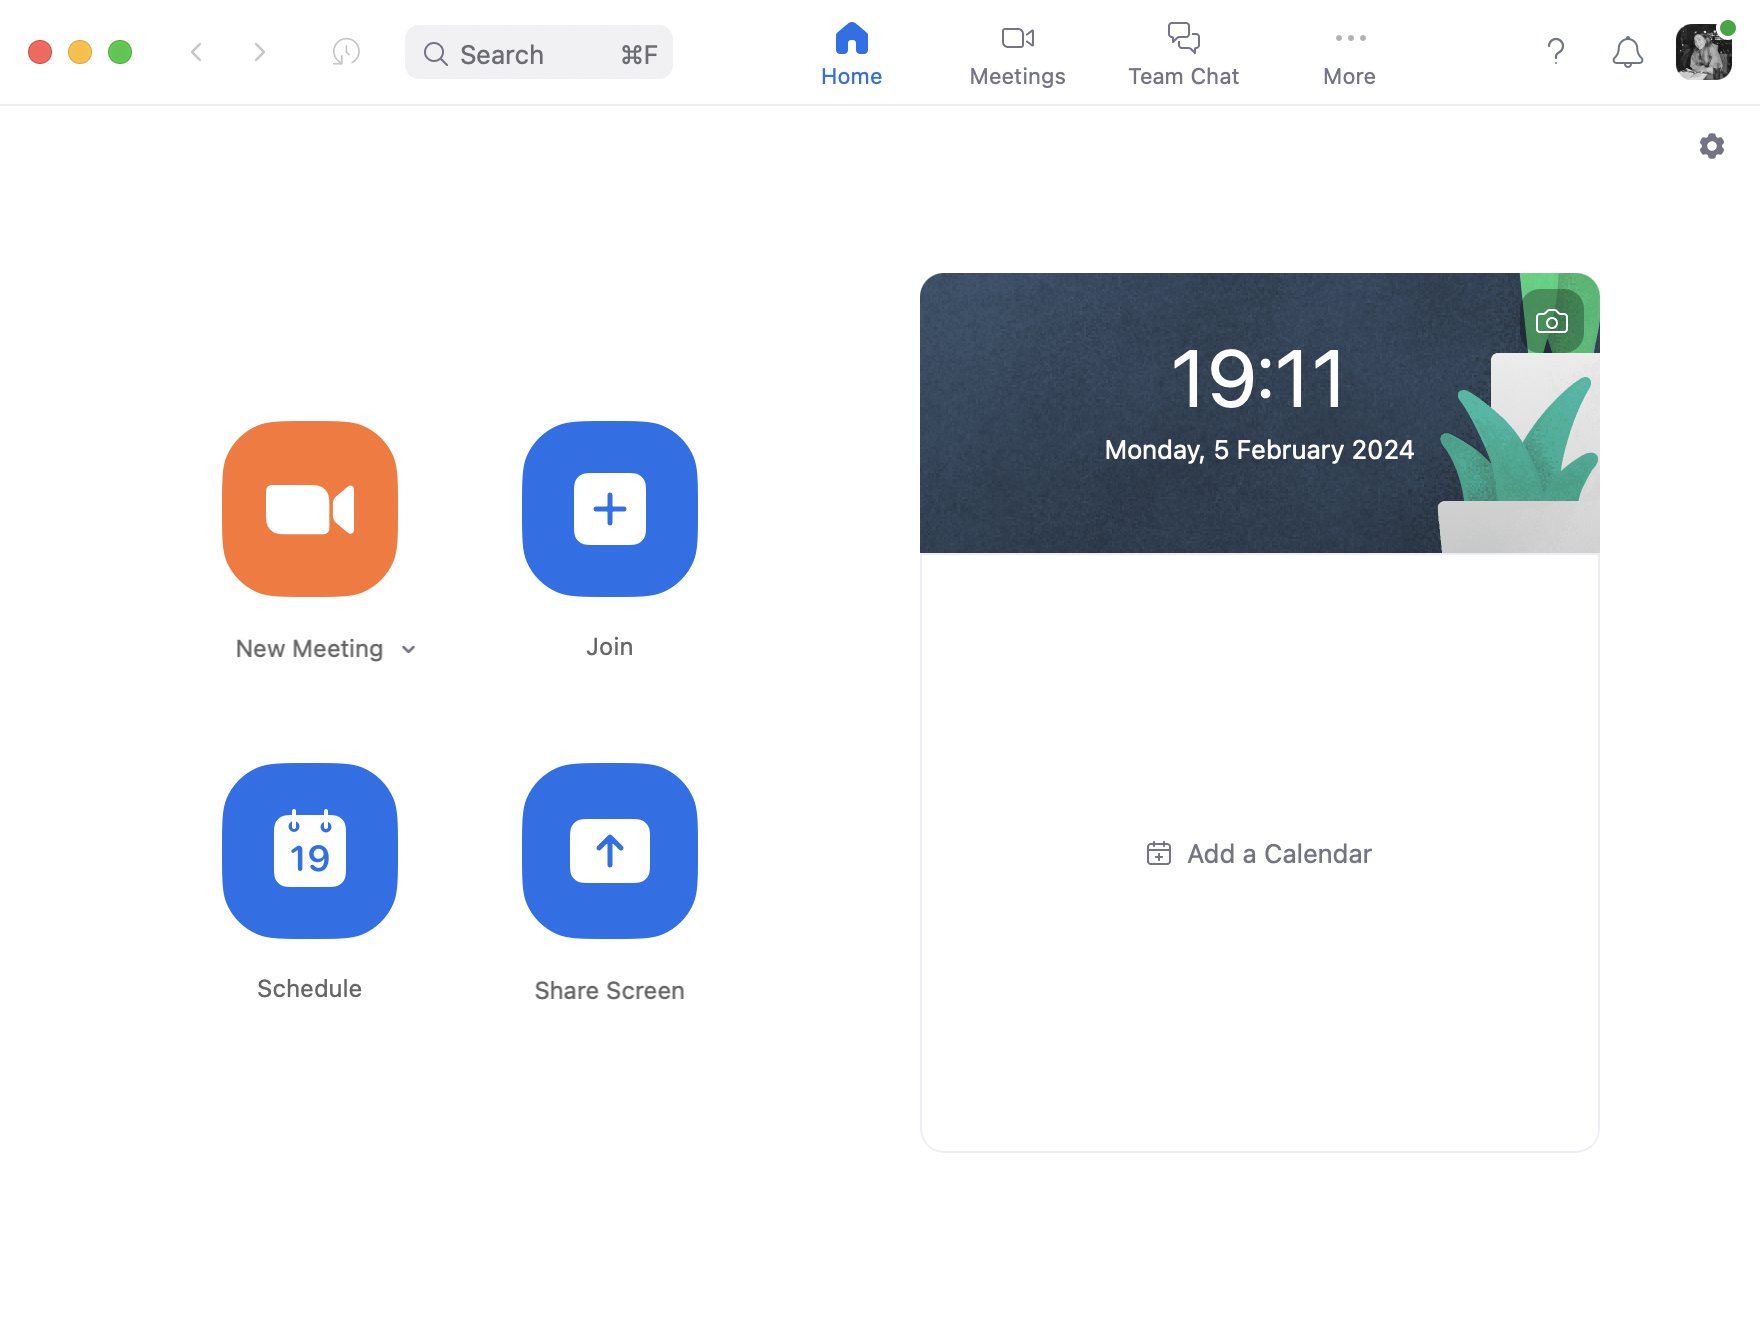 Search ⌘F
Home
Meetings
Team Chat
More
19:11
Monday, 5 February 2024
New Meeting
Join
19
Schedule
Share Screen
Add a Calendar